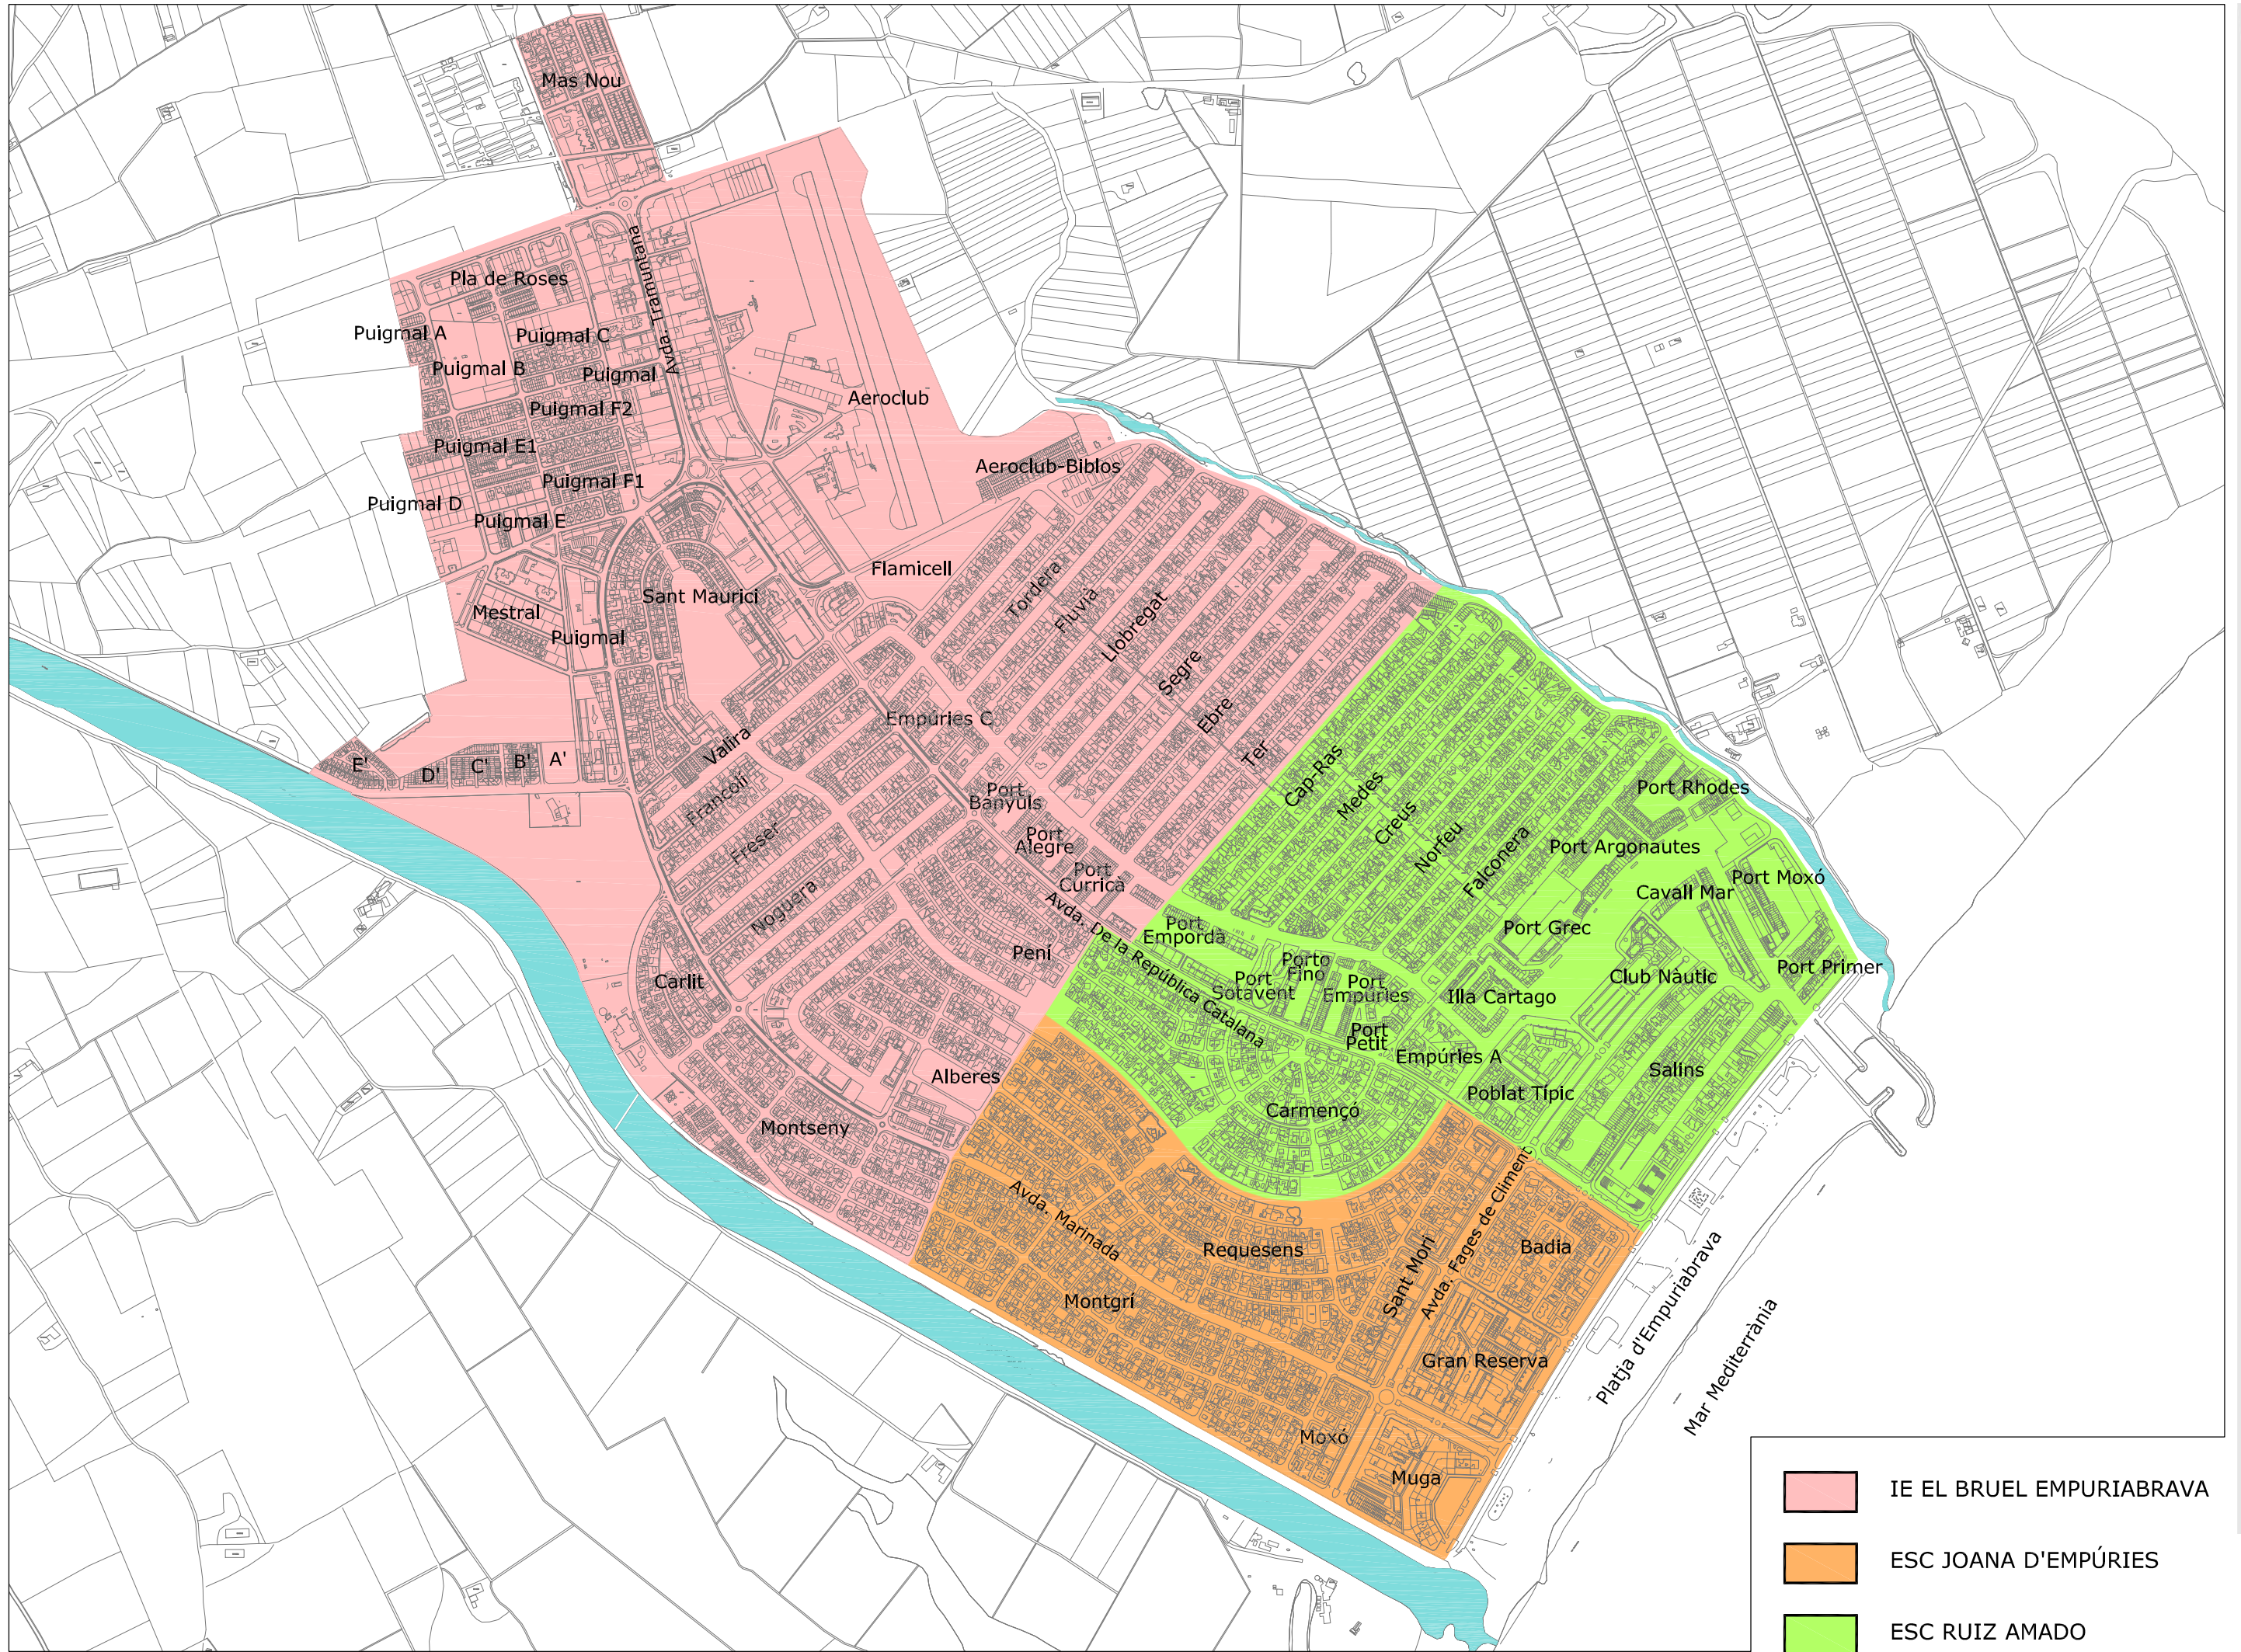 Mas Nou
Avda. Tramuntana
Pla de Roses
Puigmal A
Puigmal C
Puigmal B
Puigmal
Aeroclub
Puigmal F2
Puigmal E1
Aeroclub-Biblos
Puigmal F1
Puigmal D
Puigmal E
Flamicell
Tordera
Fluvià
Llobregat
Sant Maurici
Mestral
Puigmal
Segre
Ebre
Ter
Empúries C
Valira
E'
D'
C'
B'
A'
Francolí
Freser
Noguera
Port
Banyuls
Port
Alegre
Port
Curricà
Cap-Ras
Medes
Creus
Norfeu
Falconera
Port Rhodes
Port Argonautes
Port Moxó
Cavall Mar
Port Grec
Port
Empordà
Avda. De la República Catalana
Pení
Carlit
Porto
Fino
Port
Sotavent
Port
Empúries
Illa Cartago
Club Nàutic
Port Primer
Port
Petit
Empúries A
Salins
Alberes
Poblat Típic
Carmençó
Montseny
Avda. Marinada
Requesens
Sant Mori
Avda. Fages de Climent
Badia
Montgrí
Gran Reserva
Platja d'Empuriabrava
Mar Mediterrània
Moxó
Muga
IE EL BRUEL EMPURIABRAVA
ESC JOANA D'EMPÚRIES
ESC RUIZ AMADO